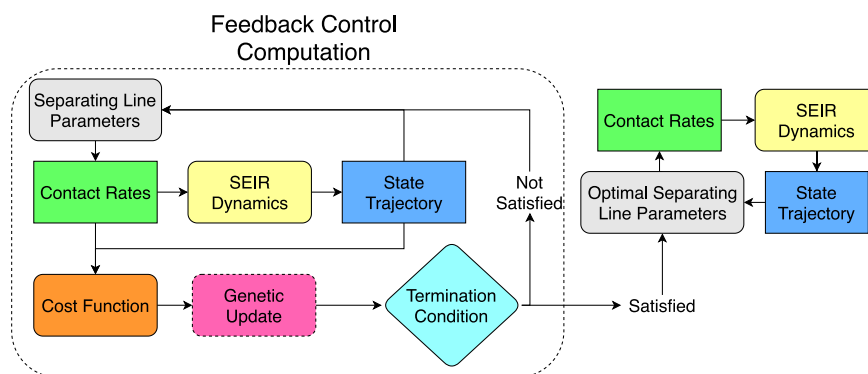 Feedback Control
Computation
Separating Line
Parameters
Contact Rates
SEIR
Dynamics
State
Trajectory
Not
Satisfied
Cost Function
Genetic
Update
Termination
Condition
Satisfied
Contact Rates
SEIR
Dynamics
Optimal Separating
Line Parameters
State
Trajectory